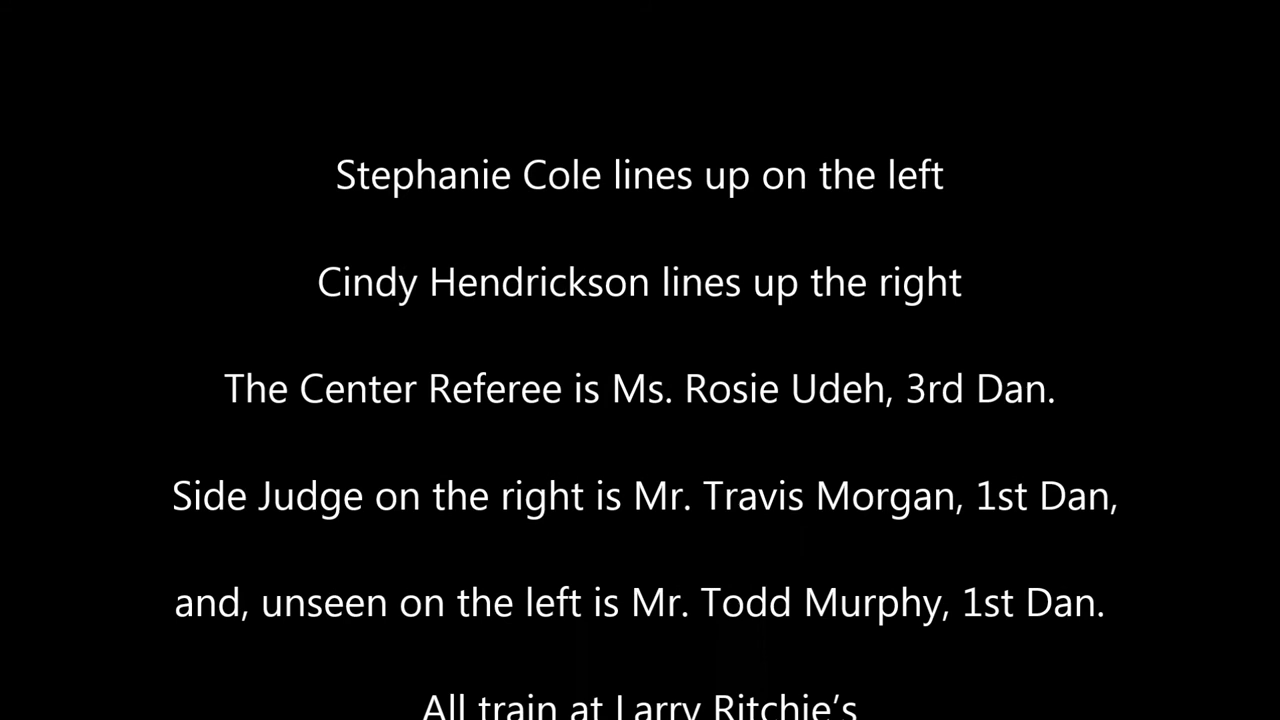 Stephanie Cole lines up on the left
Cindy Hendrickson lines up the right
The Center Referee is Ms. Rosie Udeh, 3rd Dan.
Side Judge on the right is Mr. Travis Morgan, 1st Dan,
and, unseen on the left is Mr. Todd Murphy, 1st Dan.
All train at Larry Ritchie’s